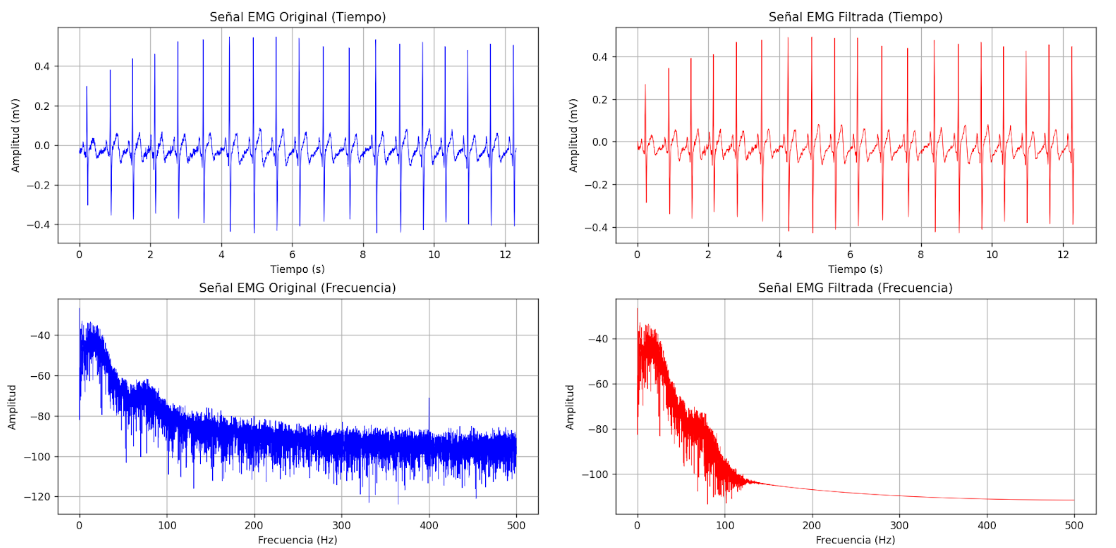 Señal EMG Original (Tiempo)
Amplitud (mV)
0.4
0.2
0.0
−0.2
−0.4
0 2 4 6 8 10 12
Tiempo (s)
Señal EMG Filtrada (Tiempo)
Amplitud (mV)
0.4
0.2
0.0
−0.2
−0.4
0 2 4 6 8 10 12
Tiempo (s)
Señal EMG Original (Frecuencia)
Amplitud
−40
−60
−80
−100
−120
0 100 200 300 400 500
Frecuencia (Hz)
Señal EMG Filtrada (Frecuencia)
Amplitud
−40
−60
−80
−100
0 100 200 300 400 500
Frecuencia (Hz)